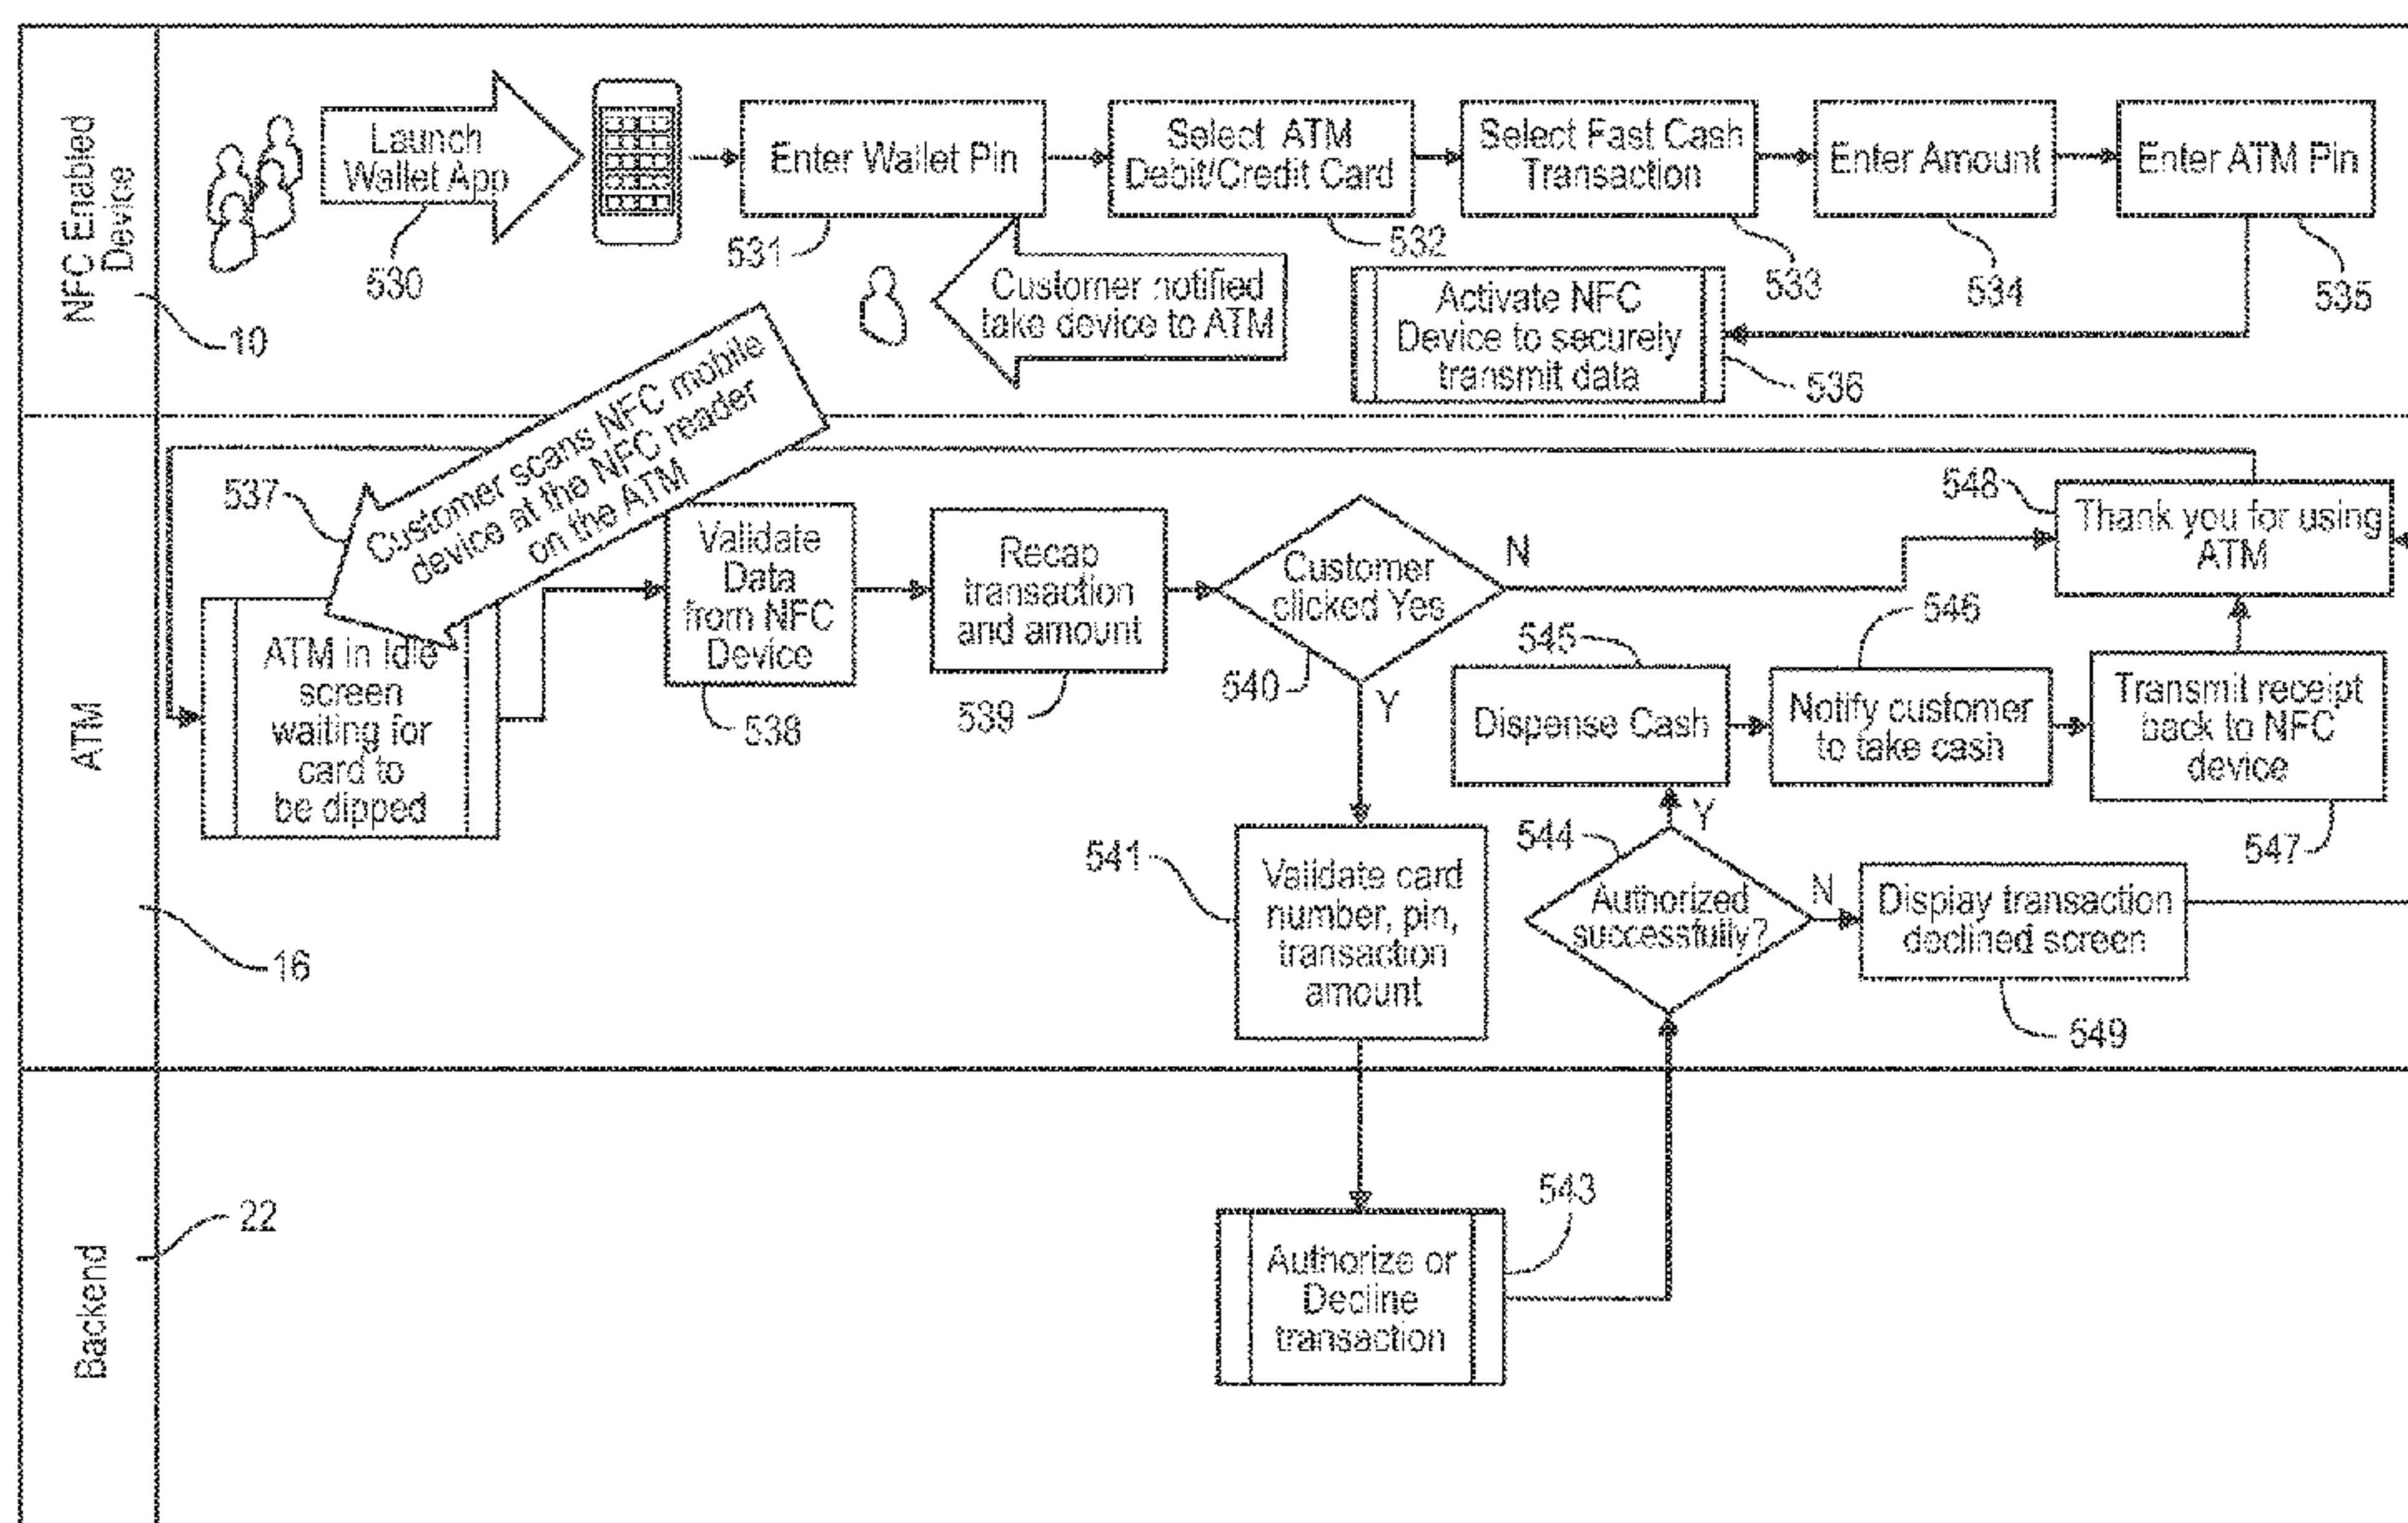 NFC Enabled
Device
10
Launch
Wallet App
530
Enter Wallet Pin
531
Select ATM
Debit/Credit Card
532
Select Fast Cash
Transaction
533
Enter Amount
534
Enter ATM Pin
535
Customer notified
take device to ATM
Activate NFC
Device to securely
transmit data
536
ATM
16
537
Customer scans NFC mobile
device at the NFC reader
on the ATM
ATM in Idle
screen
waiting for
card to
be dipped
Validate
Data
from NFC
Device
538
Recap
transaction
and amount
539
Customer
clicked Yes
540
N
Y
548
Thank you for using
ATM
545
Dispense Cash
546
Notify customer
to take cash
Transmit receipt
back to NFC
device
547
541
Validate card
number, pin,
transaction
amount
544
Authorized
successfully?
Y
N
Display transaction
declined screen
549
Backend
22
543
Authorize or
Decline
transaction